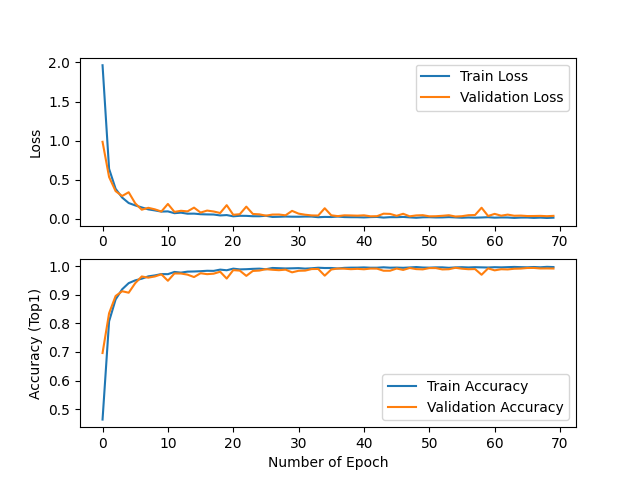 2.0
1.5
1.0
0.5
0.0
Loss
Train Loss
Validation Loss
0 10 20 30 40 50 60 70
1.0
0.9
0.8
0.7
0.6
0.5
Accuracy (Top1)
Train Accuracy
Validation Accuracy
0 10 20 30 40 50 60 70
Number of Epoch